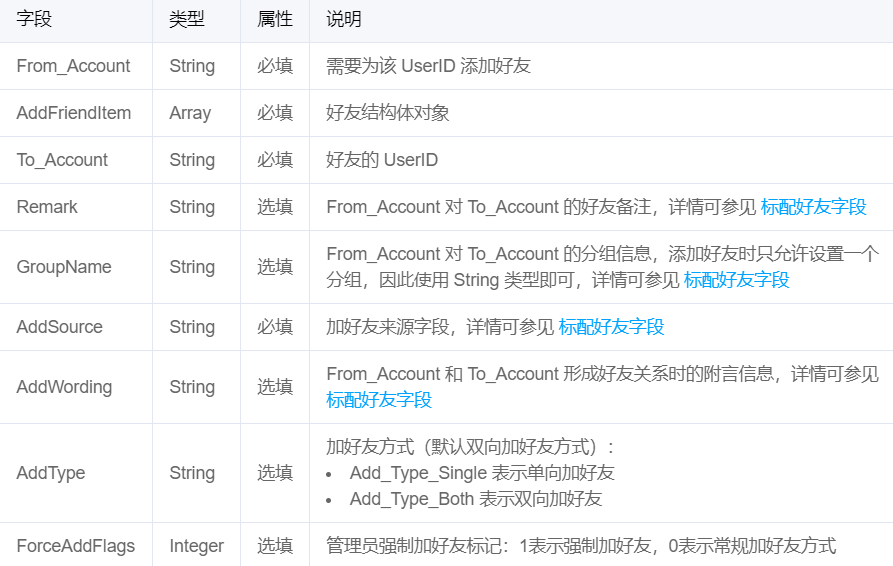 字段 类型 属性 说明
From_Account String 必填 需要为该 UserID 添加好友
AddFriendItem Array 必填 好友结构体对象
To_Account String 必填 好友的 UserID
Remark String 选填 From_Account 对 To_Account 的好友备注，详情可参见 标配好友字段
GroupName String 选填 From_Account 对 To_Account 的分组信息，添加好友时只允许设置一个
分组，因此使用 String 类型即可，详情可参见 标配好友字段
AddSource String 必填 加好友来源字段，详情可参见 标配好友字段
AddWording String 选填 From_Account 和 To_Account 形成好友关系时的附言信息，详情可参见
标配好友字段
AddType String 选填 加好友方式（默认双向加好友方式）：
• Add_Type_Single 表示单向加好友
• Add_Type_Both 表示双向加好友
ForceAddFlags Integer 选填 管理员强制加好友标记：1表示强制加好友，0表示常规加好友方式